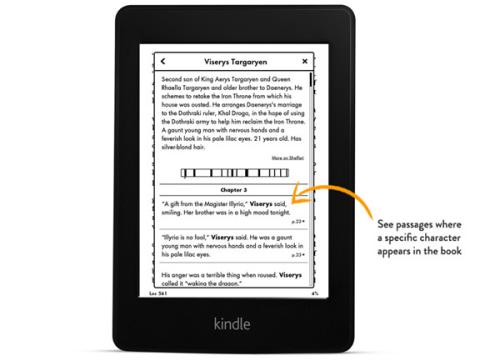 Viserys Targaryen
Second son of King Aerys Targaryen and Queen
Rhaella Targaryen and older brother to Daenerys. He
schemes to retake the Iron Throne from which his
house was ousted. He arranges Daenerys's marriage
to the Dothraki ruler, Khal Drogo, in the hope of using
the Dothraki army to help him reclaim the Iron Throne.
A gaunt young man with nervous hands and a
feverish look in his pale lilac eyes. 21 years old. Has
silver-blond hair.
More on Shelfari
Chapter 3
"A gift from the Magister Illyrio," Viserys said,
smiling. Her brother was in a high mood tonight.
p.23
"Illyrio is no fool," Viserys said. He was a gaunt
young man with nervous hands and a feverish look in
his pale lilac eyes.
p.23
His anger was a terrible thing when roused. Viserys
called it "waking the dragon."
Loc 561 4%
kindle
See passages where
a specific character
appears in the book